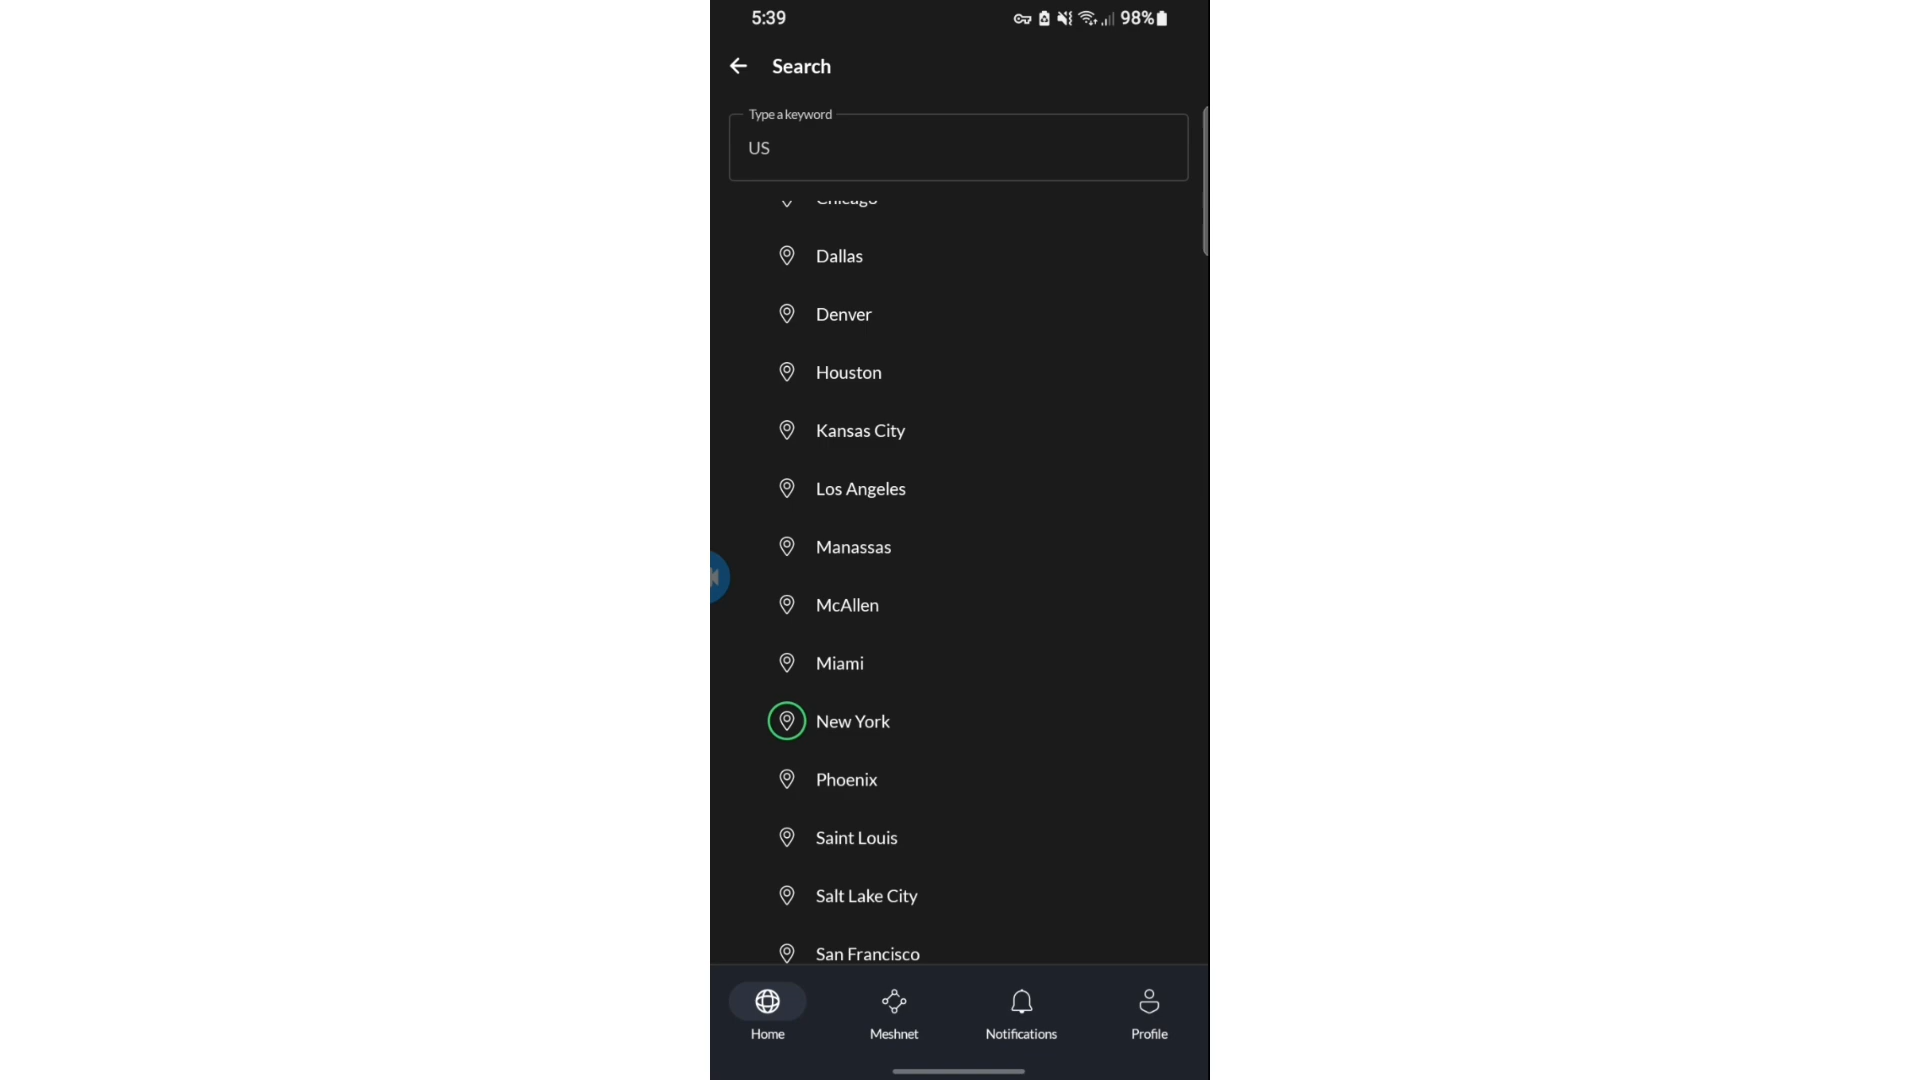 5:39
98%
Search
Type a keyword
US
Chicago
Dallas
Denver
Houston
Kansas City
Los Angeles
Manassas
McAllen
Miami
New York
Phoenix
Saint Louis
Salt Lake City
San Francisco
Home
Meshnet
Notifications
Profile